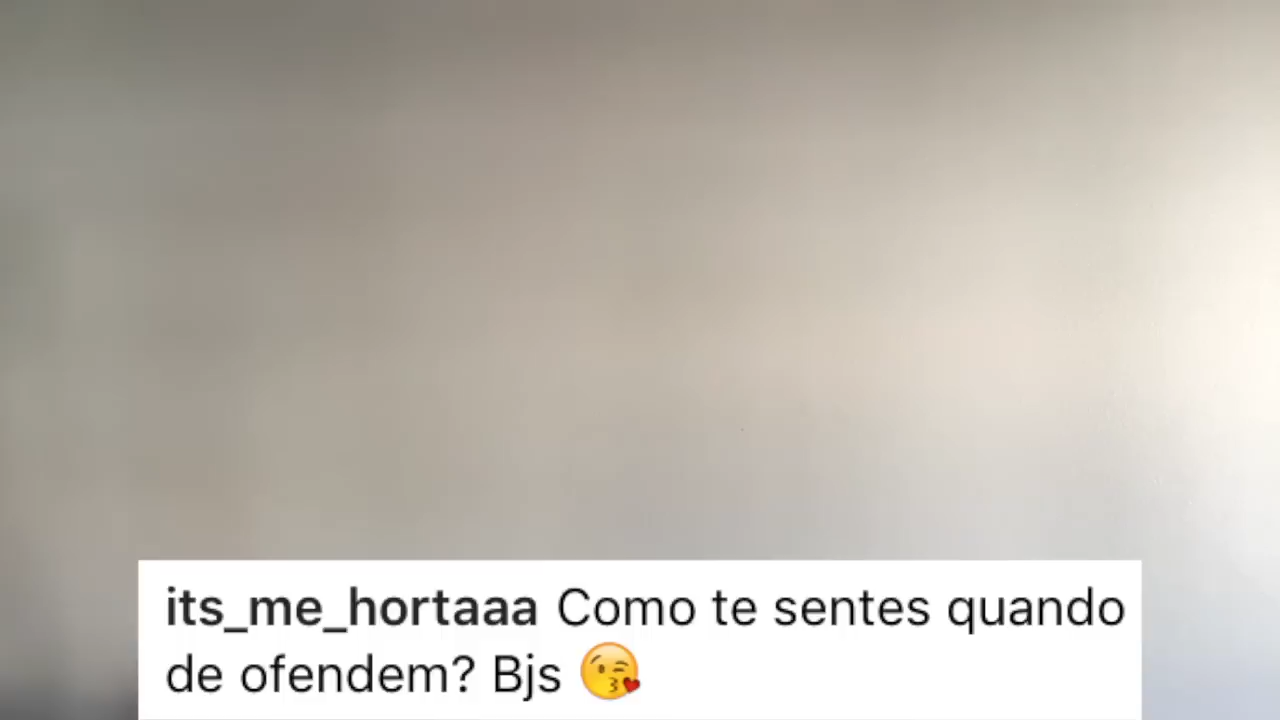 its_me_hortaaa Como te sentes quando
de ofendem? Bjs 😘